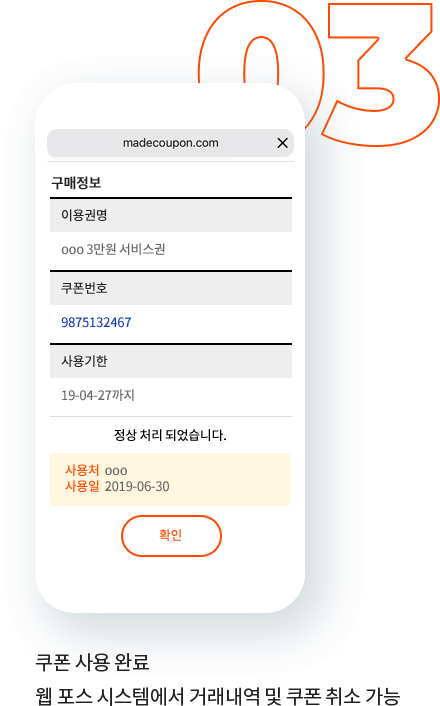 03
madecoupon.com
구매정보
이용권명
ooo 3만원 서비스권
쿠폰번호
9875132467
사용기한
19-04-27까지
정상 처리 되었습니다.
사용처 ooo
사용일 2019-06-30
확인
쿠폰 사용 완료
웹 포스 시스템에서 거래내역 및 쿠폰 취소 가능